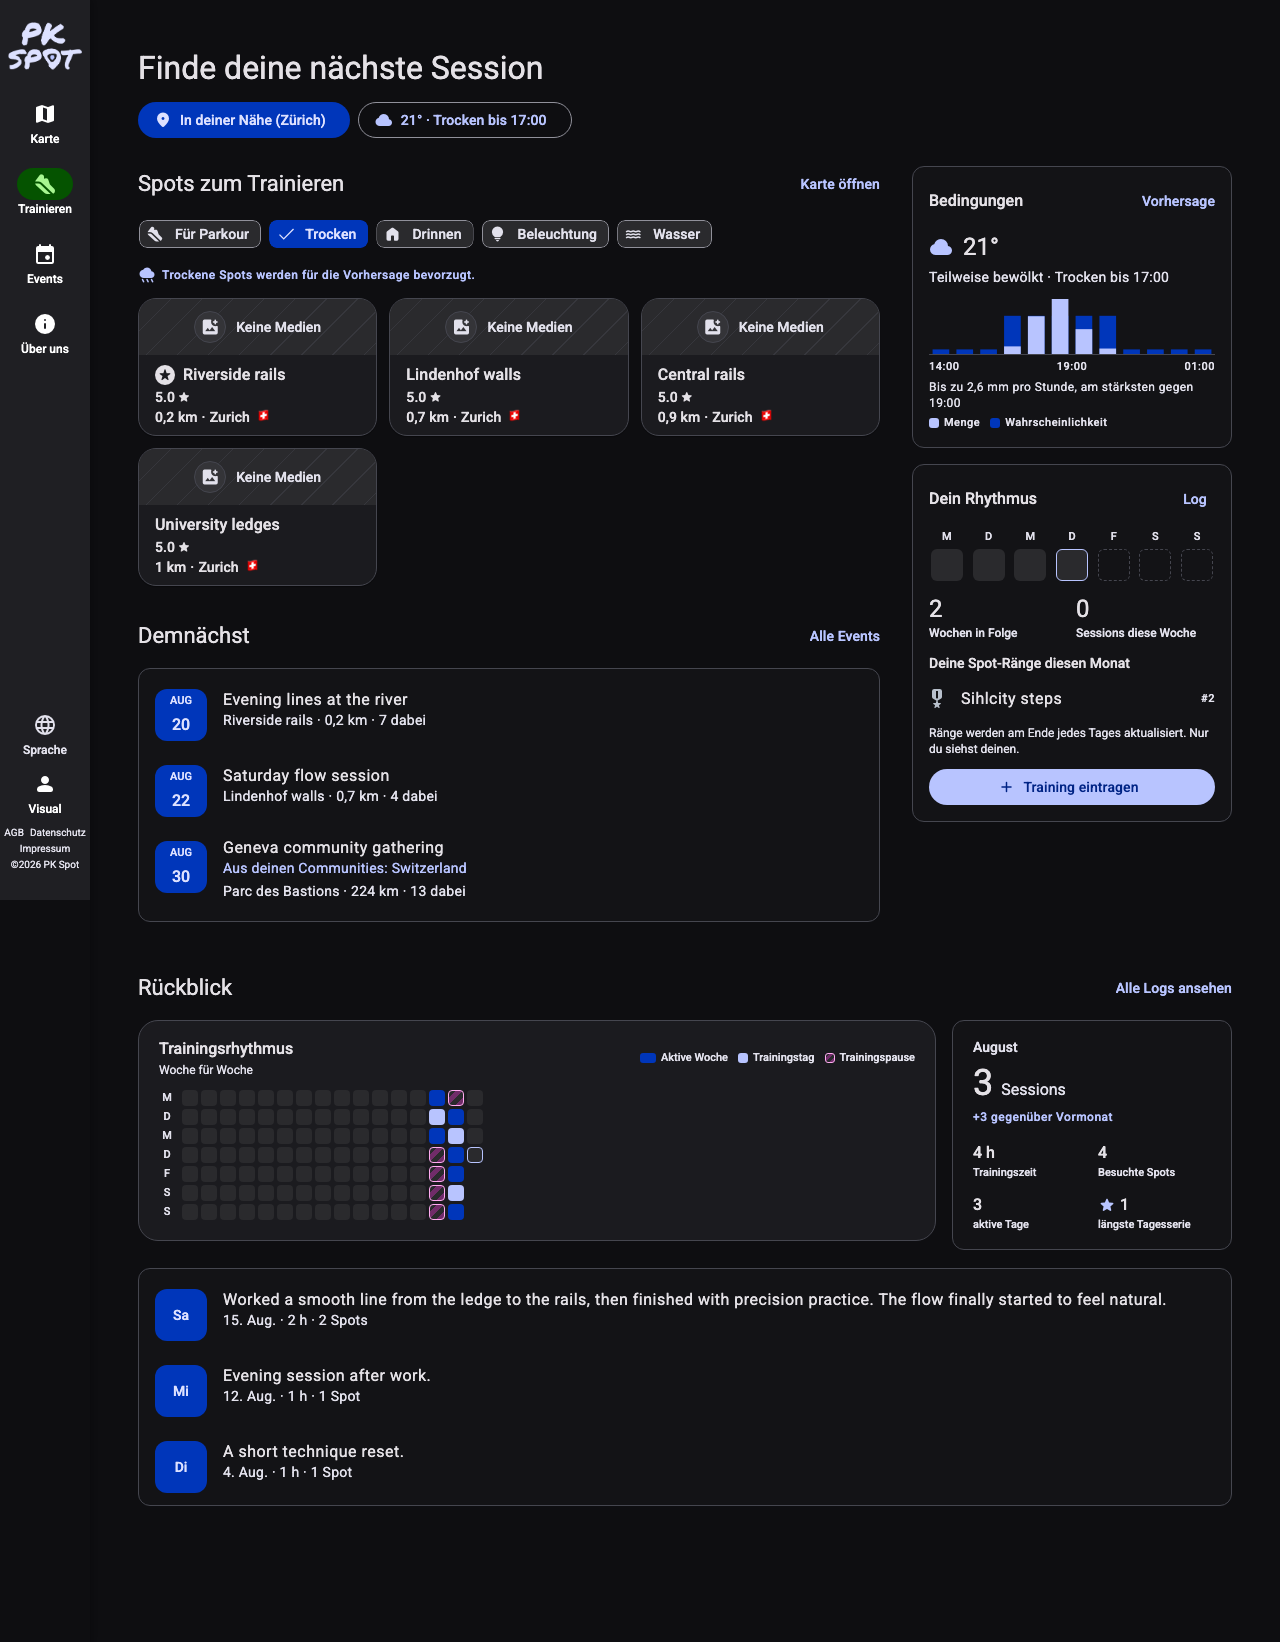 PK
SPOT
Karte
Trainieren
Events
Über uns
Sprache
Visual
AGB Datenschutz
Impressum
©2026 PK Spot
Finde deine nächste Session
In deiner Nähe (Zürich)
21° · Trocken bis 17:00
Spots zum Trainieren
Karte öffnen
Für Parkour
Trocken
Drinnen
Beleuchtung
Wasser
Trockene Spots werden für die Vorhersage bevorzugt.
Keine Medien
Riverside rails
5.0
0,2 km · Zurich
Keine Medien
Lindenhof walls
5.0
0,7 km · Zurich
Keine Medien
Central rails
5.0
0,9 km · Zurich
Keine Medien
University ledges
5.0
1 km · Zurich
Demnächst
Alle Events
AUG
20
Evening lines at the river
Riverside rails · 0,2 km · 7 dabei
AUG
22
Saturday flow session
Lindenhof walls · 0,7 km · 4 dabei
AUG
30
Geneva community gathering
Aus deinen Communities: Switzerland
Parc des Bastions · 224 km · 13 dabei
Bedingungen
Vorhersage
21°
Teilweise bewölkt · Trocken bis 17:00
14:00 19:00 01:00
Bis zu 2,6 mm pro Stunde, am stärksten gegen
19:00
Menge Wahrscheinlichkeit
Dein Rhythmus
Log
M D M D F S S
2
Wochen in Folge
0
Sessions diese Woche
Deine Spot-Ränge diesen Monat
Sihlcity steps
#2
Ränge werden am Ende jedes Tages aktualisiert. Nur
du siehst deinen.
Training eintragen
Rückblick
Alle Logs ansehen
Trainingsrhythmus
Woche für Woche
Aktive Woche Trainingstag Trainingspause
M
D
M
D
F
S
S
August
3 Sessions
+3 gegenüber Vormonat
4 h
Trainingszeit
4
Besuchte Spots
3
aktive Tage
1
längste Tagesserie
Sa
Worked a smooth line from the ledge to the rails, then finished with precision practice. The flow finally started to feel natural.
15. Aug. · 2 h · 2 Spots
Mi
Evening session after work.
12. Aug. · 1 h · 1 Spot
Di
A short technique reset.
4. Aug. · 1 h · 1 Spot